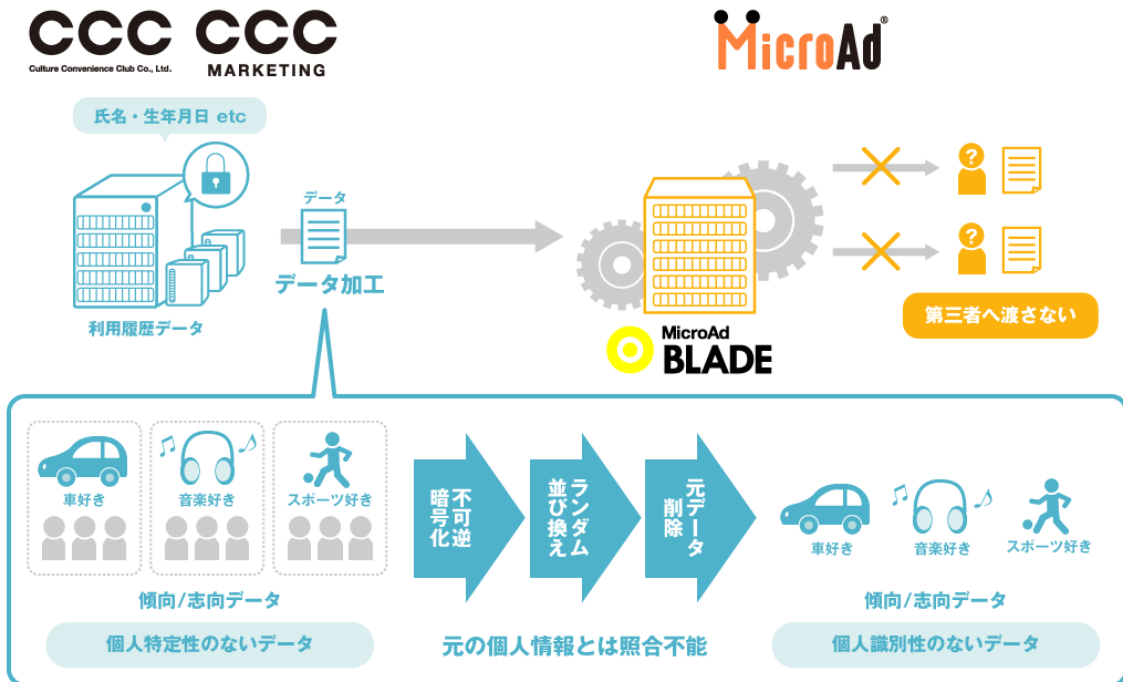 CCC
Culture Convenience Club Co., Ltd.
CCC
MARKETING
MicroAd®
氏名・生年月日 etc
データ
データ加工
利用履歴データ
MicroAd
BLADE
?
?
第三者へ渡さない
車好き
音楽好き
スポーツ好き
傾向/志向データ
個人特定性のないデータ
不可逆
暗号化
ランダム
並び換え
元データ
削除
元の個人情報とは照合不能
車好き
音楽好き
スポーツ好き
傾向/志向データ
個人識別性のないデータ